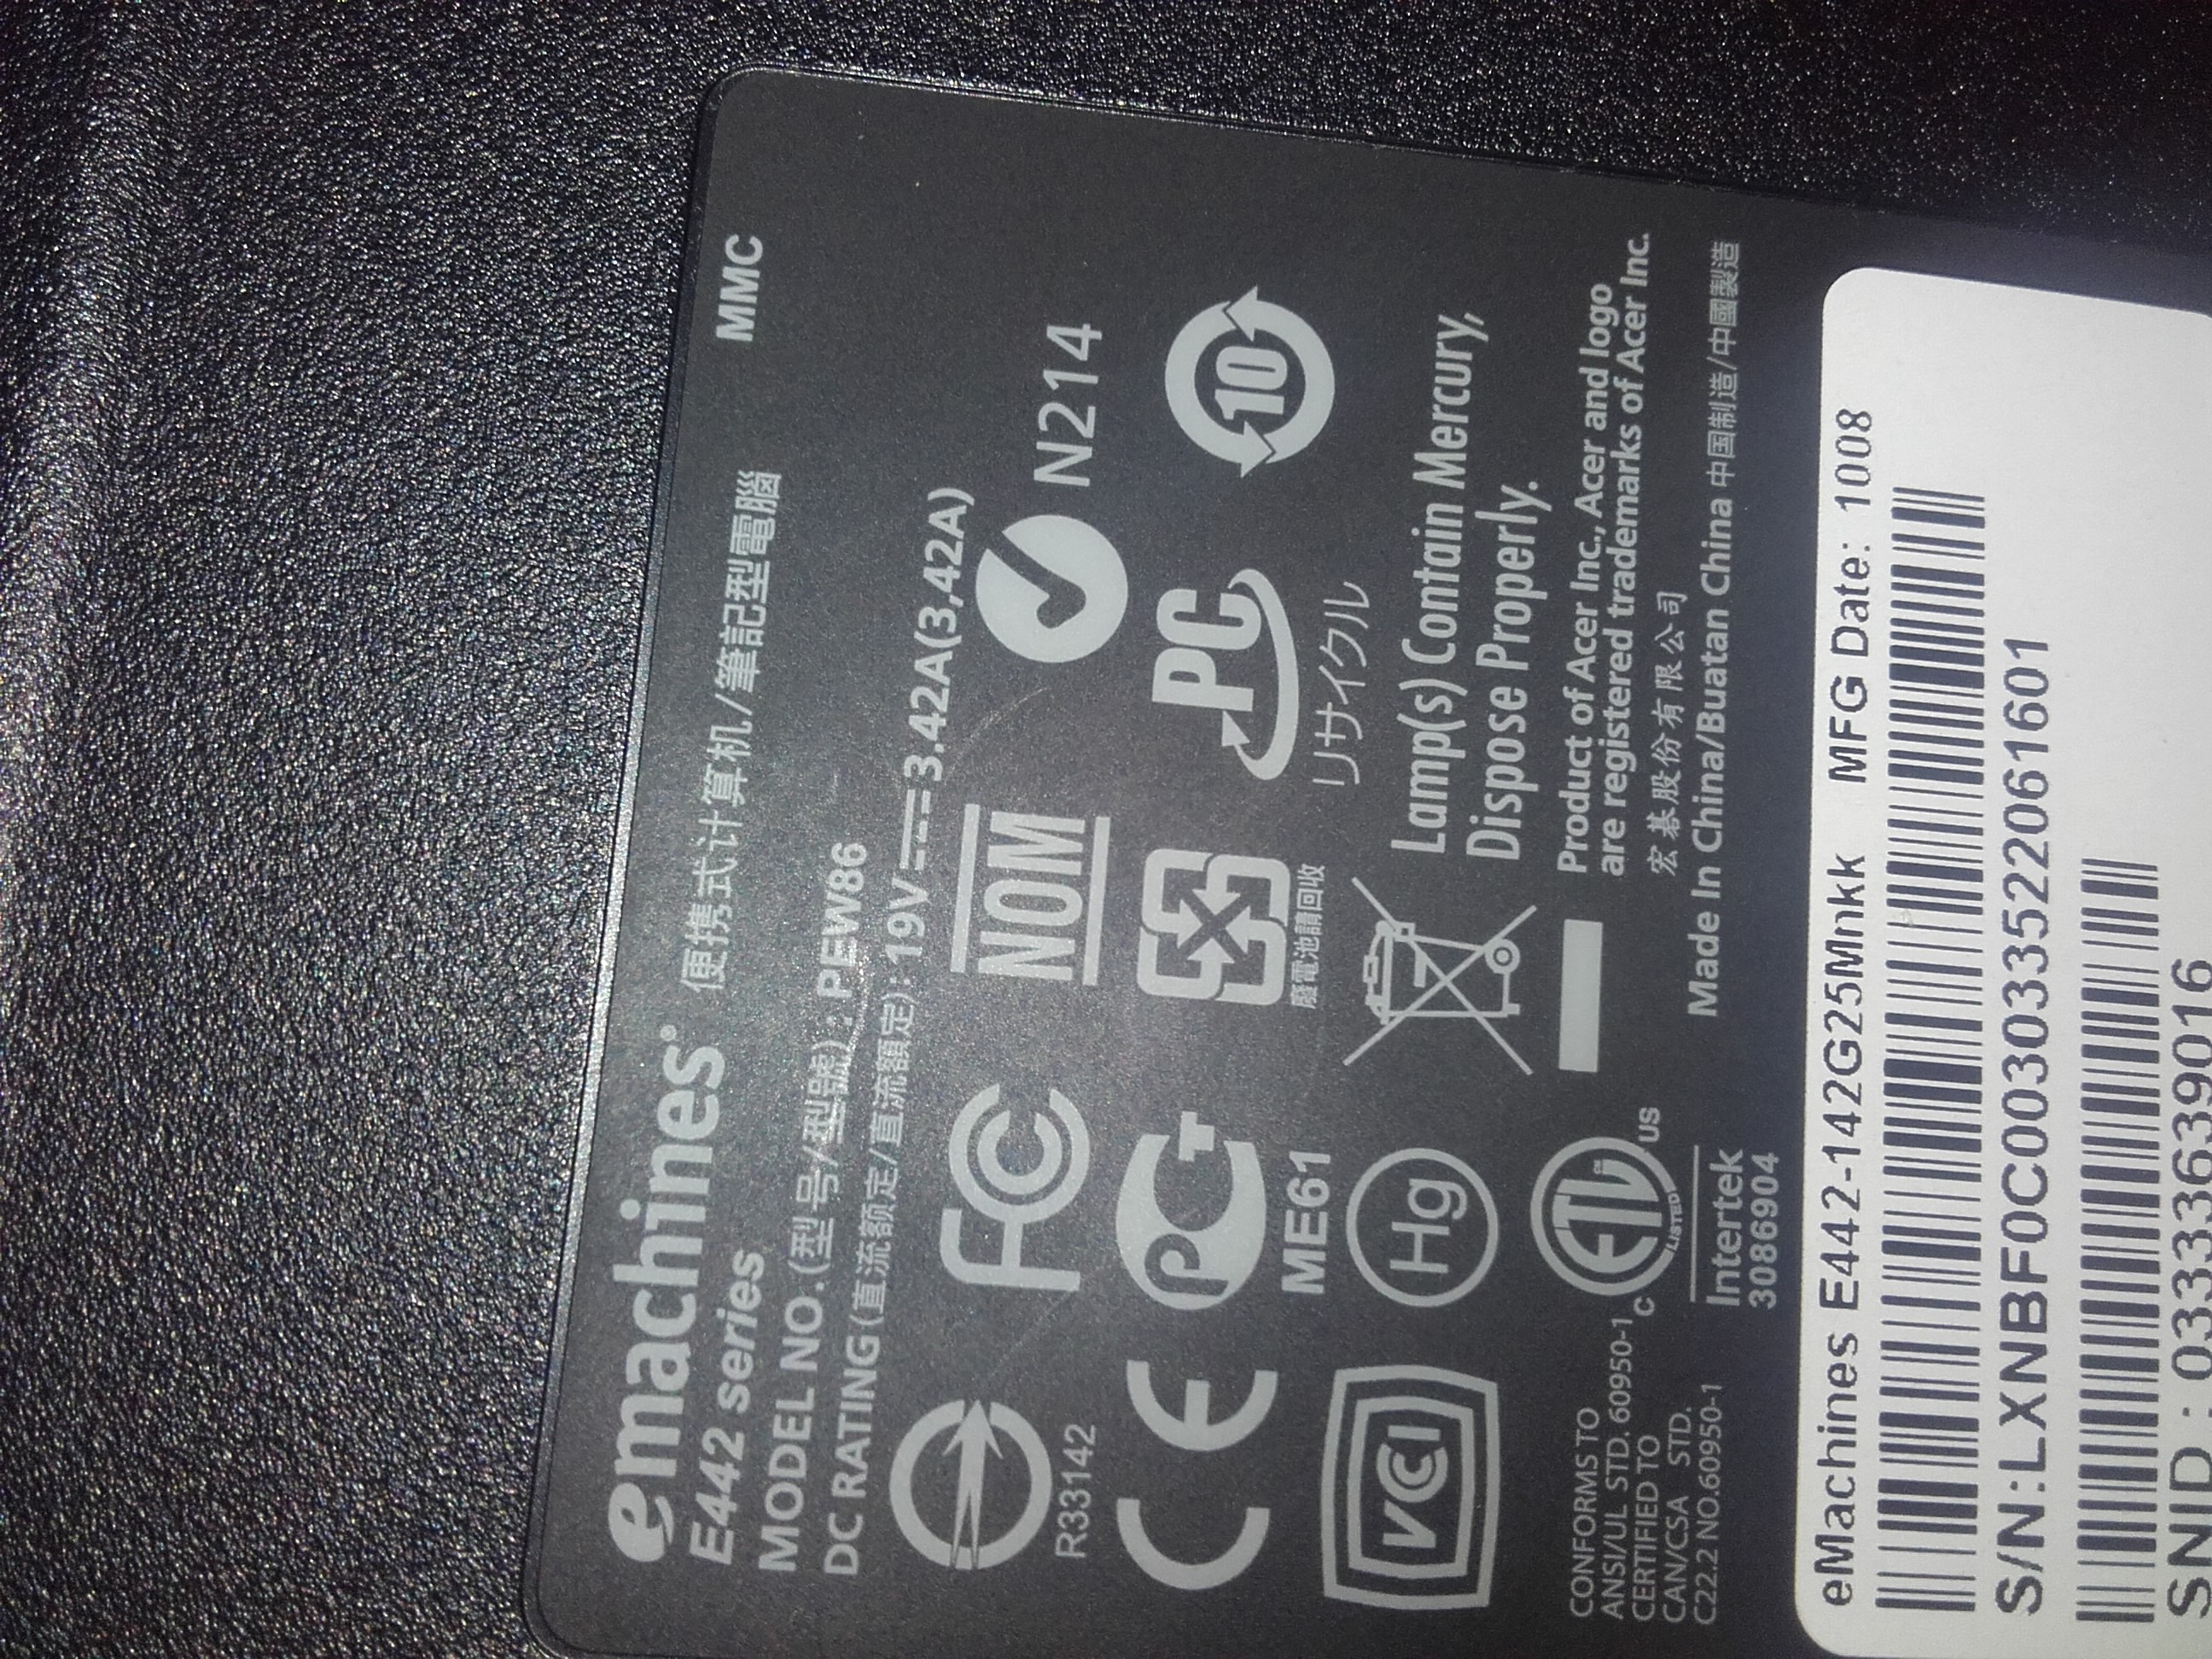 emachines 便携式计算机/筆記型電腦 MMC
E442 series
MODEL NO.(型号/型號): PEW86
DC RATING(直流额定/直流額定): 19V⎓3.42A(3,42A)
R33142
FC
NOM
N214
CE
PC
ME61
廢電池請回收
PC
リサイクル
10
VCI
Hg
Lamp(s) Contain Mercury,
Dispose Properly.
CONFORMS TO
ANSI/UL STD. 60950-1
CERTIFIED TO
CAN/CSA STD.
C22.2 NO.60950-1
C ETL US
LISTED
Intertek
3086904
Product of Acer Inc., Acer and logo
are registered trademarks of Acer Inc.
宏碁股份有限公司
Made In China/Buatan China 中国制造/中國製造
eMachines E442-142G25Mnkk MFG Date: 1008
S/N:LXNBF0C003033522061601
SNID : 03333639016